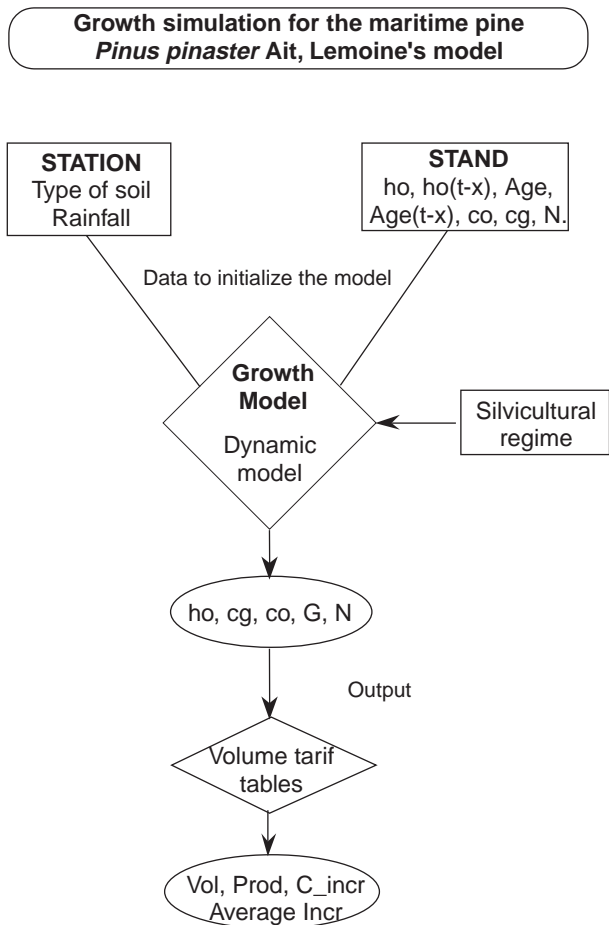 Growth simulation for the maritime pine
Pinus pinaster Ait, Lemoine's model
STATION
Type of soil
Rainfall
STAND
ho, ho(t-x), Age,
Age(t-x), co, cg, N.
Data to initialize the model
Growth
Model
Dynamic
model
Silvicultural
regime
ho, cg, co, G, N
Output
Volume tarif
tables
Vol, Prod, C_incr
Average Incr